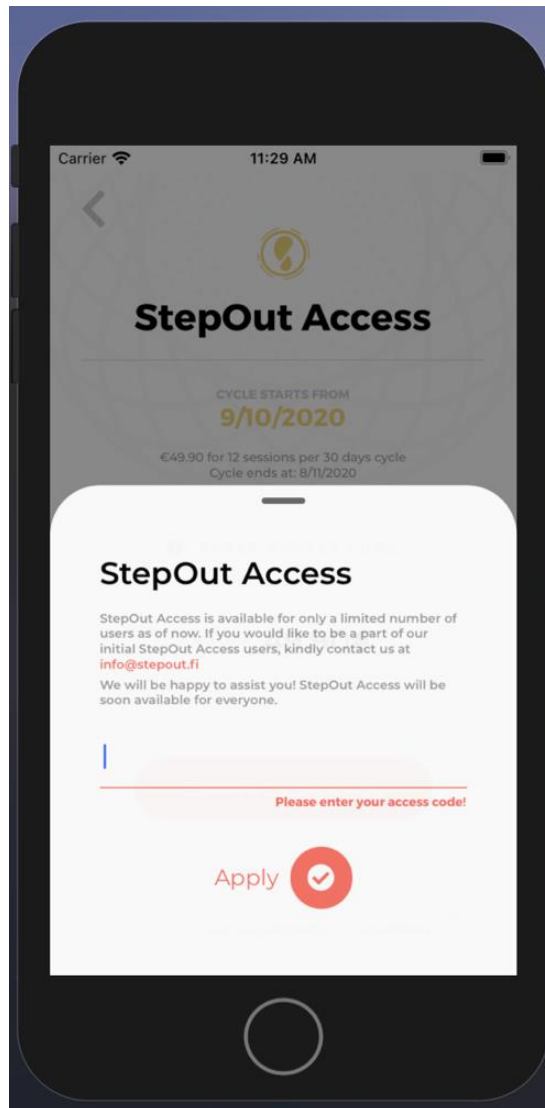 Carrier
11:29 AM
StepOut Access
CYCLE STARTS FROM
9/10/2020
€49.90 for 12 sessions per 30 days cycle
Cycle ends at: 8/11/2020
StepOut Access
StepOut Access is available for only a limited number of
users as of now. If you would like to be a part of our
initial StepOut Access users, kindly contact us at
info@stepout.fi
We will be happy to assist you! StepOut Access will be
soon available for everyone.
Please enter your access code!
Apply